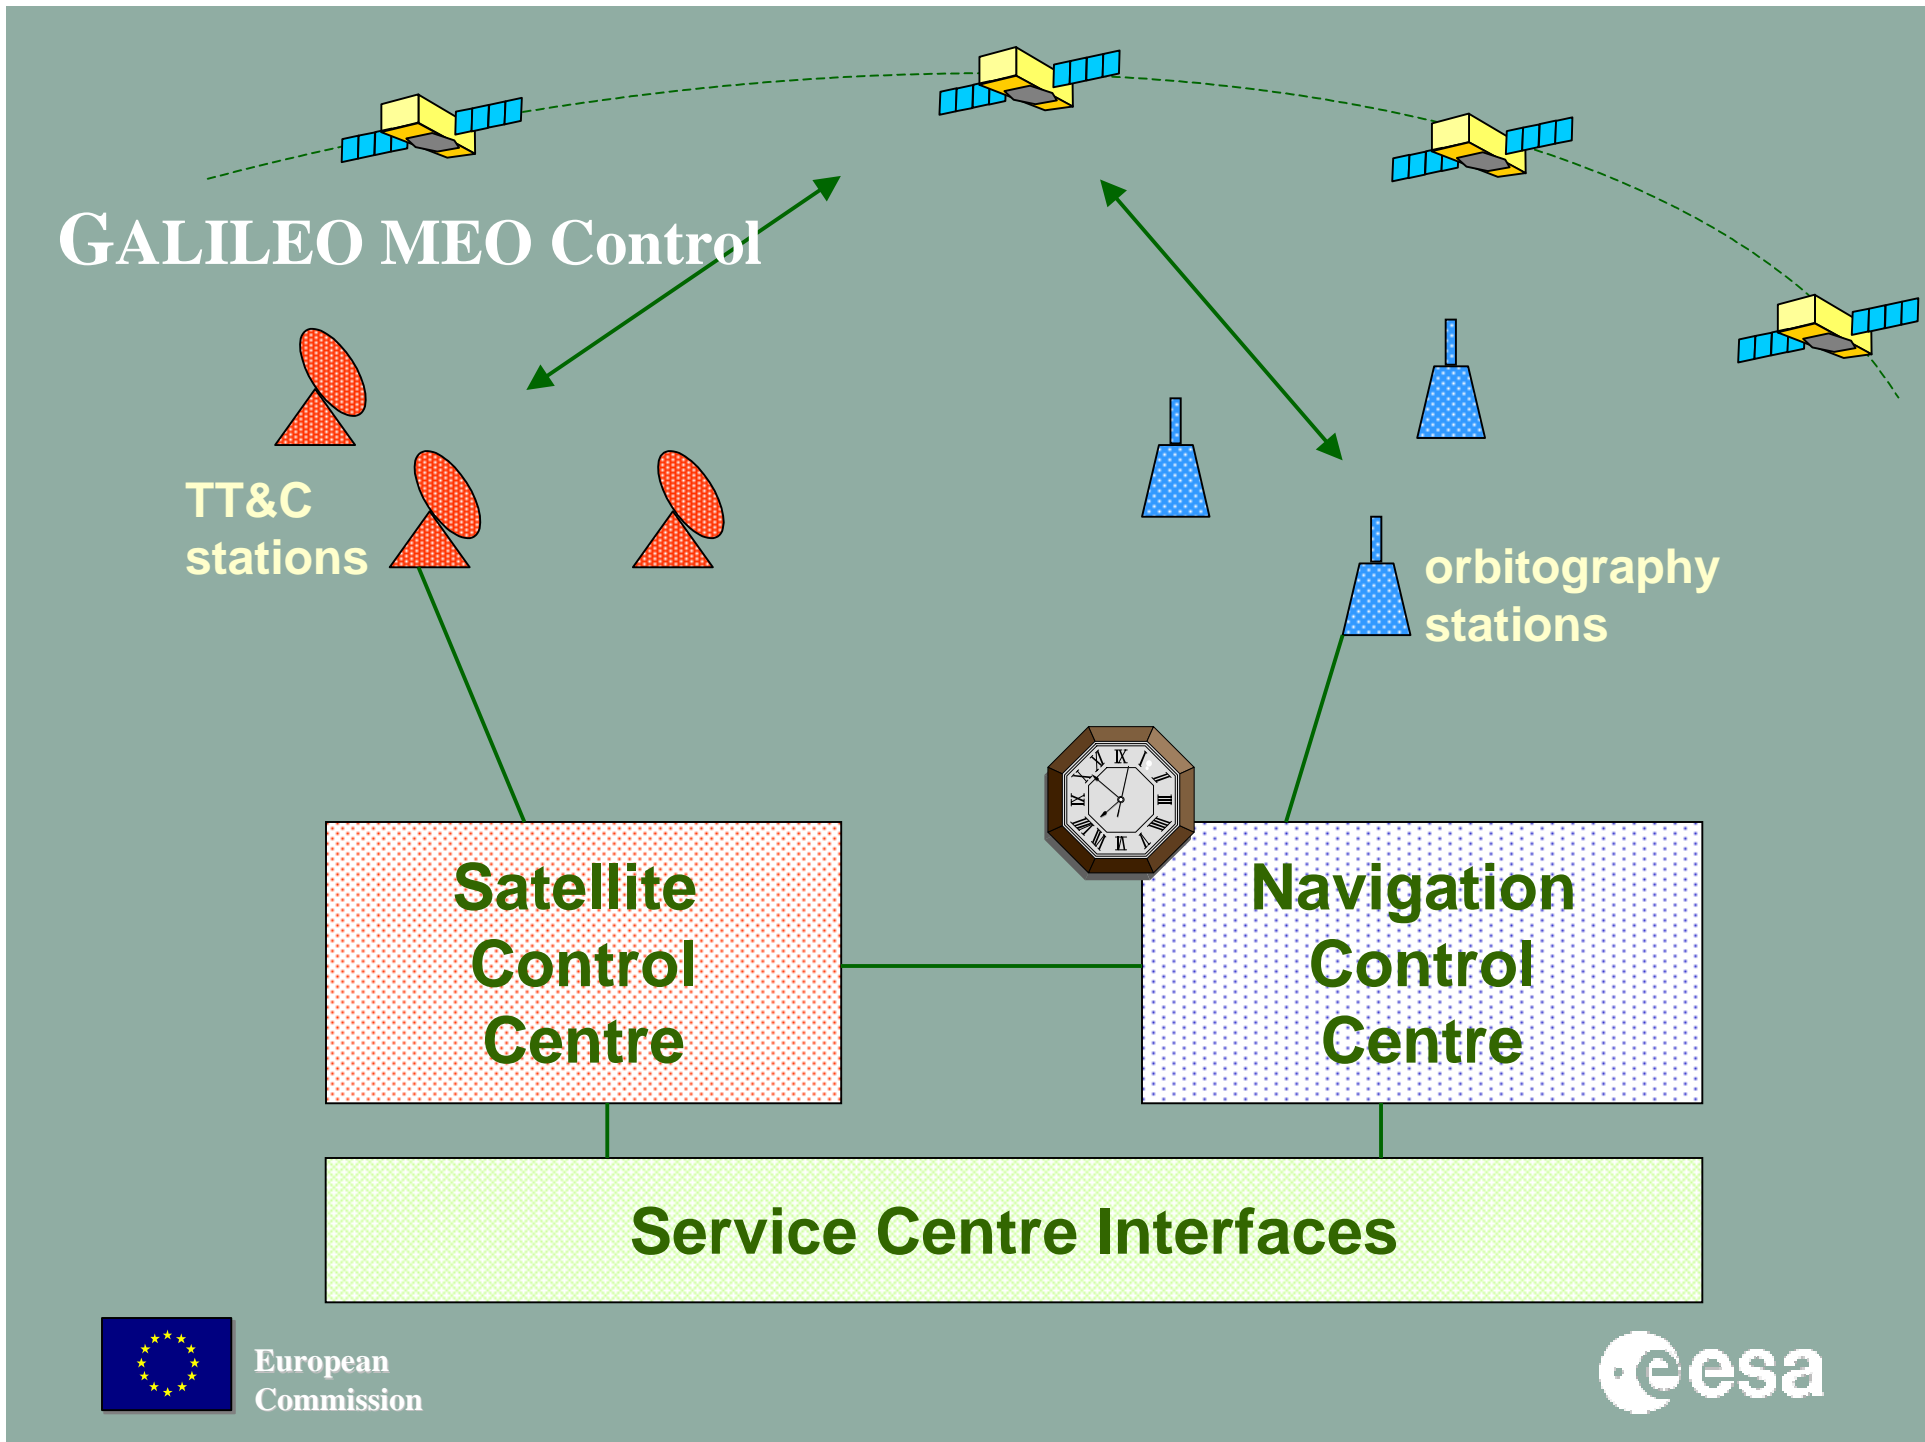 GALILEO MEO Control
TT&C
stations
orbitography
stations
Satellite
Control
Centre
Navigation
Control
Centre
Service Centre Interfaces
European
Commission
esa